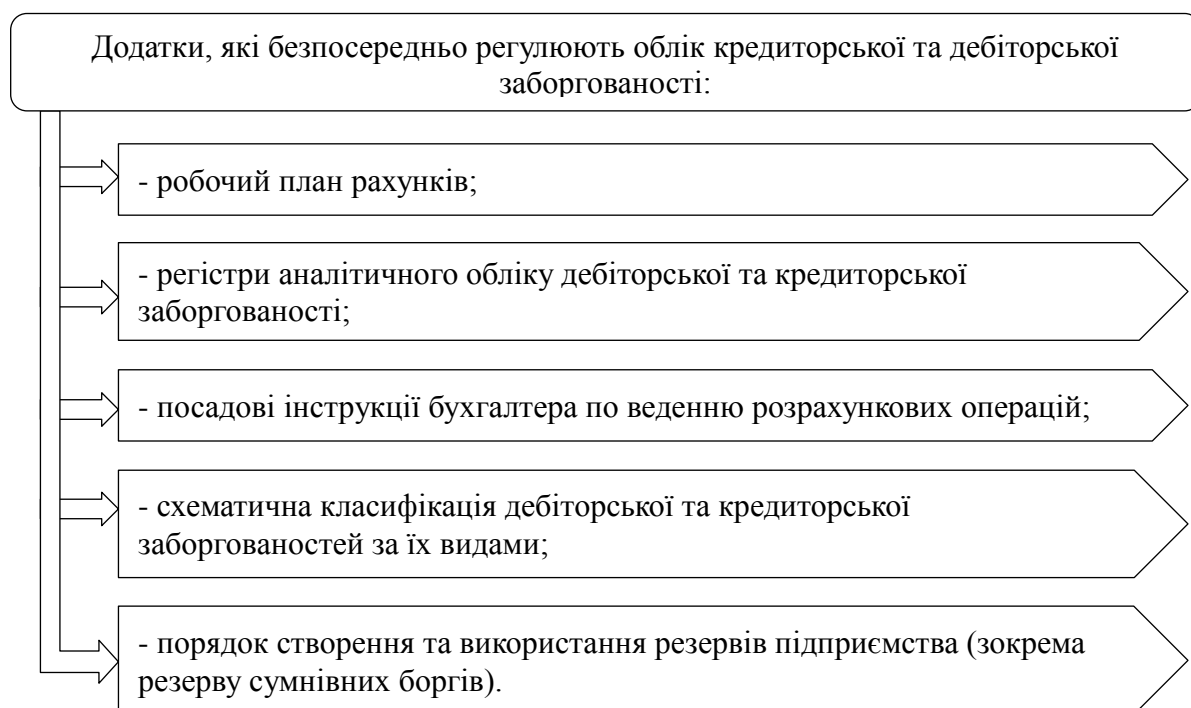 Додатки, які безпосередньо регулюють облік кредиторської та дебіторської
заборгованості:
- робочий план рахунків;
- регістри аналітичного обліку дебіторської та кредиторської
заборгованості;
- посадові інструкції бухгалтера по веденню розрахункових операцій;
- схематична класифікація дебіторської та кредиторської
заборгованостей за їх видами;
- порядок створення та використання резервів підприємства (зокрема
резерву сумнівних боргів).